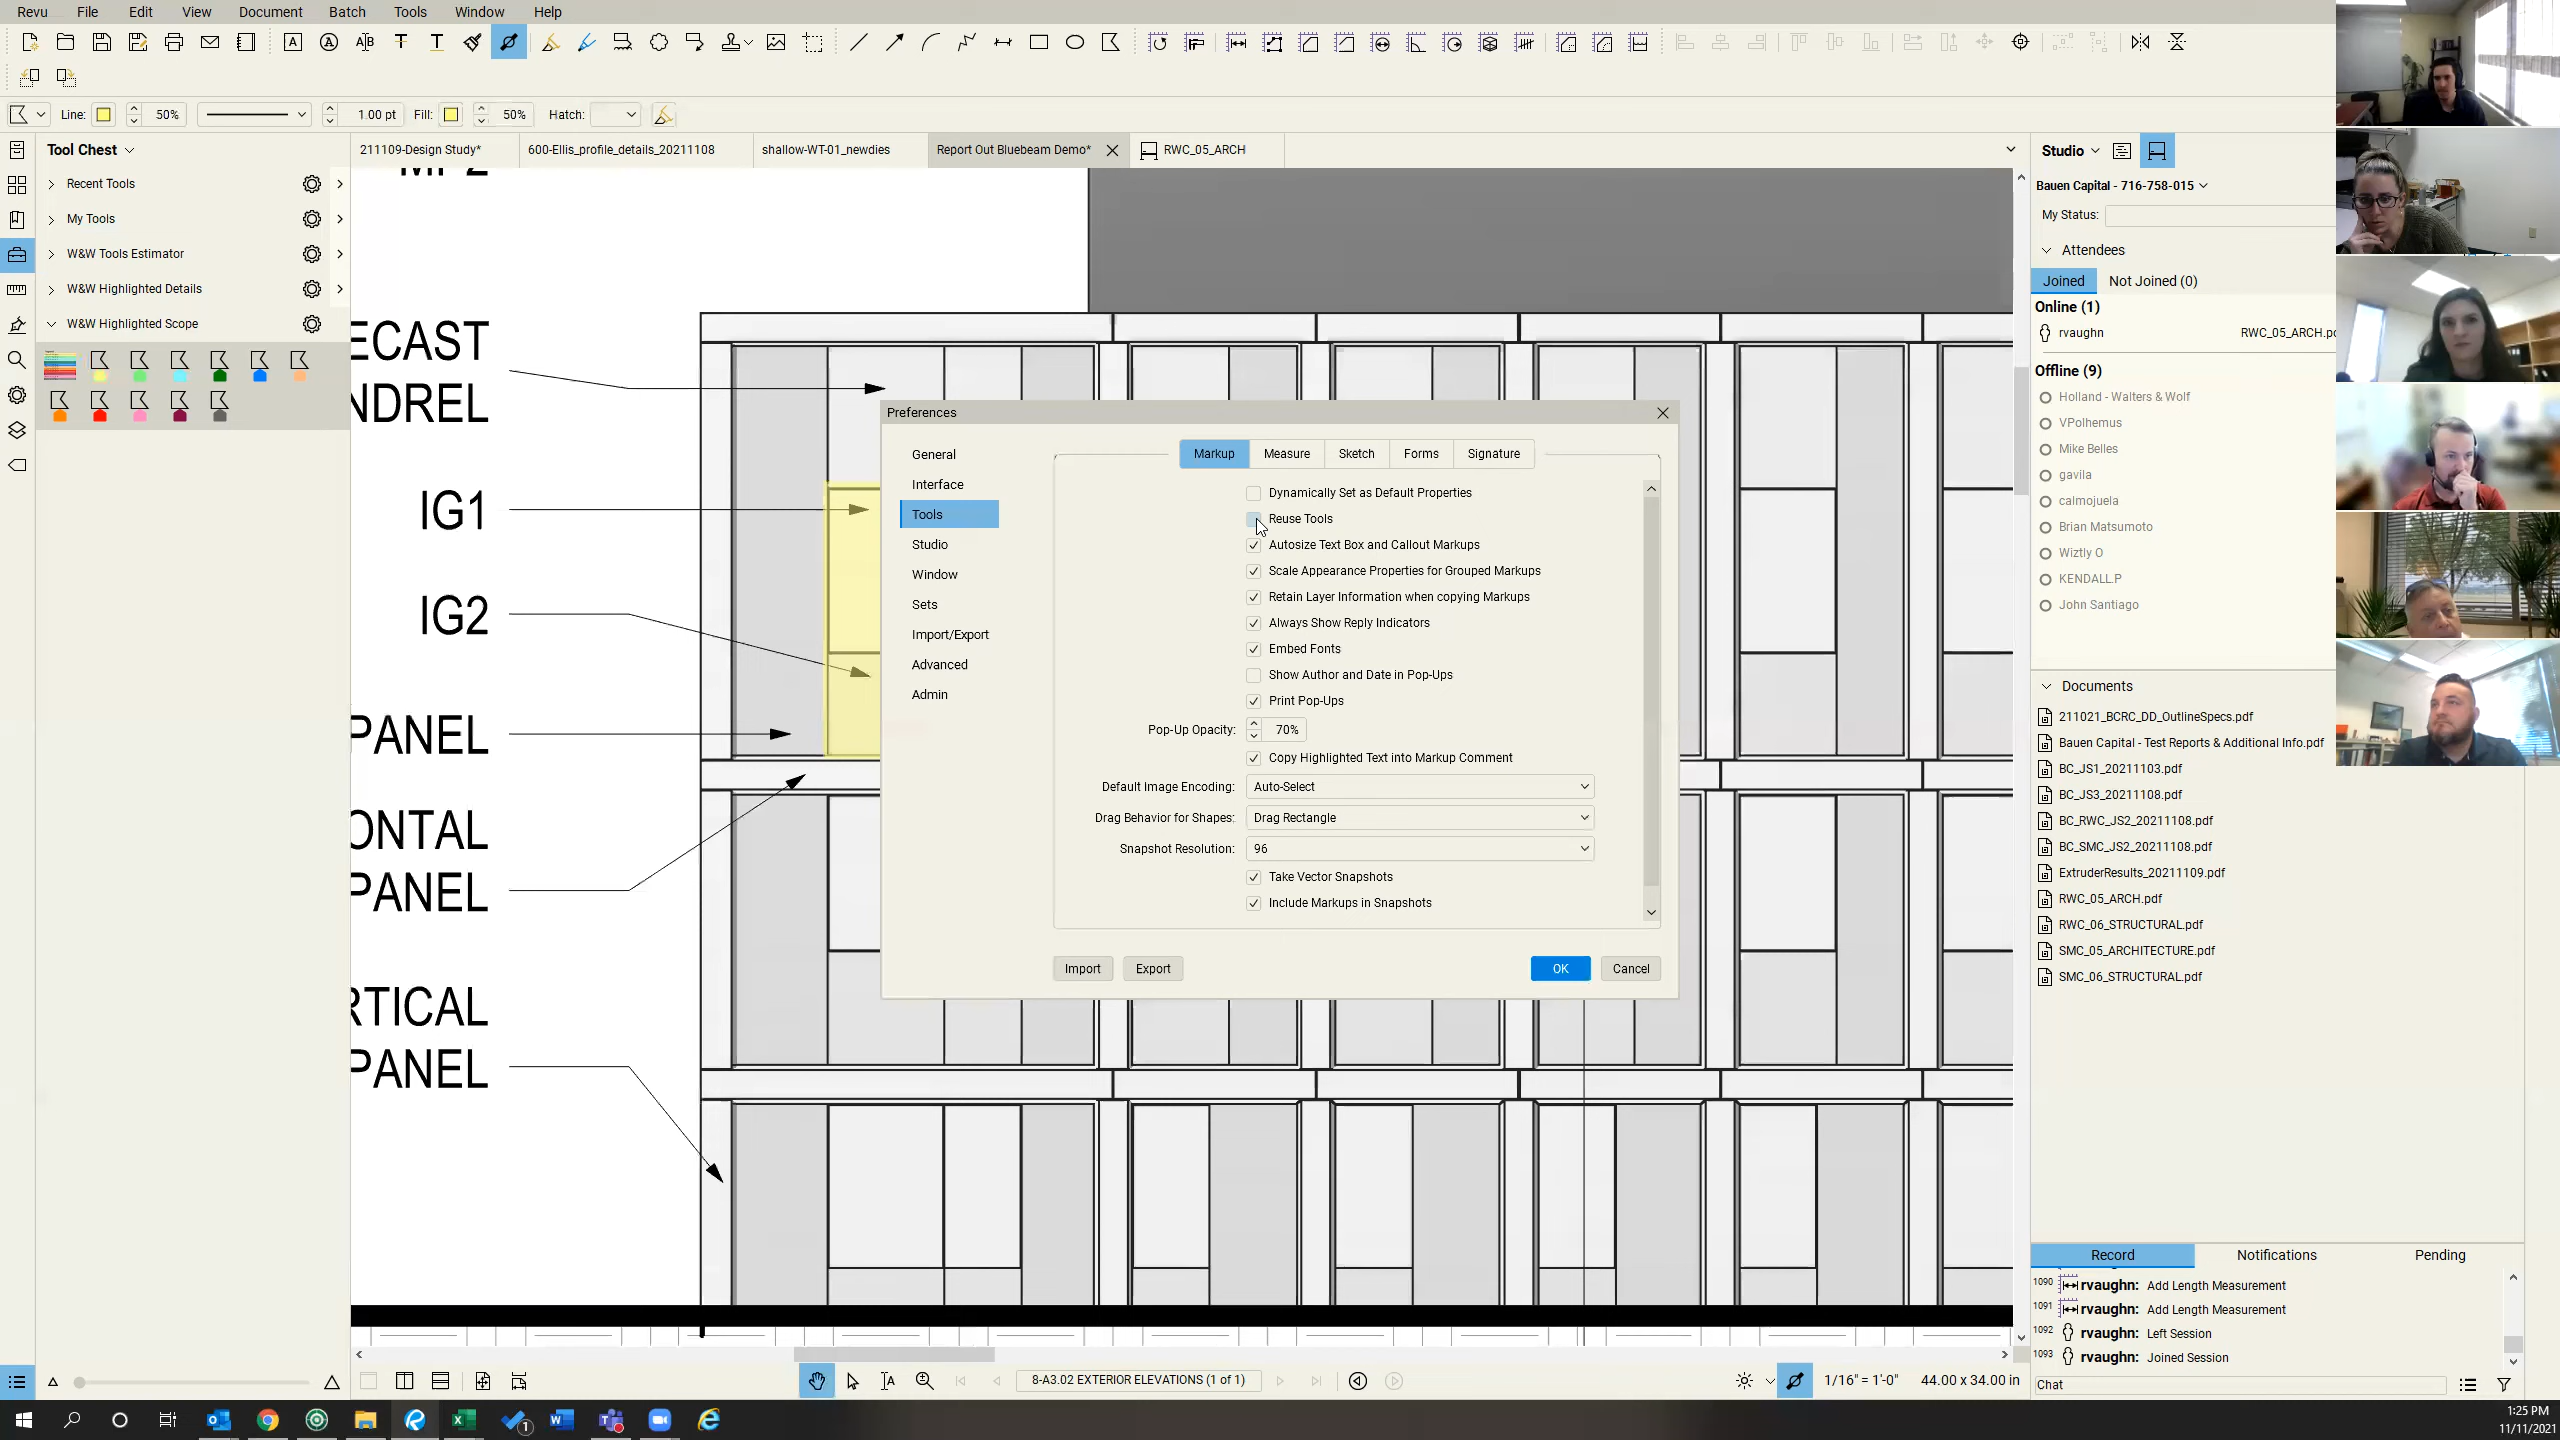 Revu File Edit View Document Batch Tools Window Help
Line: 50% 1.00 pt Fill: 50% Hatch:
Tool Chest
Recent Tools
My Tools
W&W Tools Estimator
W&W Highlighted Details
W&W Highlighted Scope
211109-Design Study*
600-Ellis_profile_details_20211108
shallow-WT-01_newdies
Report Out Bluebeam Demo*
RWC_05_ARCH
ECAST
NDREL
IG1
IG2
PANEL
ONTAL
PANEL
RTICAL
PANEL
Preferences
General
Interface
Tools
Studio
Window
Sets
Import/Export
Advanced
Admin
Markup Measure Sketch Forms Signature
Dynamically Set as Default Properties
Reuse Tools
Autosize Text Box and Callout Markups
Scale Appearance Properties for Grouped Markups
Retain Layer Information when copying Markups
Always Show Reply Indicators
Embed Fonts
Show Author and Date in Pop-Ups
Print Pop-Ups
Pop-Up Opacity: 70%
Copy Highlighted Text into Markup Comment
Default Image Encoding: Auto-Select
Drag Behavior for Shapes: Drag Rectangle
Snapshot Resolution: 96
Take Vector Snapshots
Include Markups in Snapshots
Import Export OK Cancel
Studio
Bauen Capital - 716-758-015
My Status:
Attendees
Joined Not Joined (0)
Online (1)
rvaughn RWC_05_ARCH.p
Offline (9)
Holland - Walters & Wolf
VPolhemus
Mike Belles
gavila
calmojuela
Brian Matsumoto
Wiztly O
KENDALL.P
John Santiago
Documents
211021_BCRC_DD_OutlineSpecs.pdf
Bauen Capital - Test Reports & Additional Info.pdf
BC_JS1_20211103.pdf
BC_JS3_20211108.pdf
BC_RWC_JS2_20211108.pdf
BC_SMC_JS2_20211108.pdf
ExtruderResults_20211109.pdf
RWC_05_ARCH.pdf
RWC_06_STRUCTURAL.pdf
SMC_05_ARCHITECTURE.pdf
SMC_06_STRUCTURAL.pdf
Record Notifications Pending
1090 rvaughn: Add Length Measurement
1091 rvaughn: Add Length Measurement
1092 rvaughn: Left Session
1093 rvaughn: Joined Session
Chat
8-A3.02 EXTERIOR ELEVATIONS (1 of 1)
1/16" = 1'-0" 44.00 x 34.00 in
1:25 PM
11/11/2021